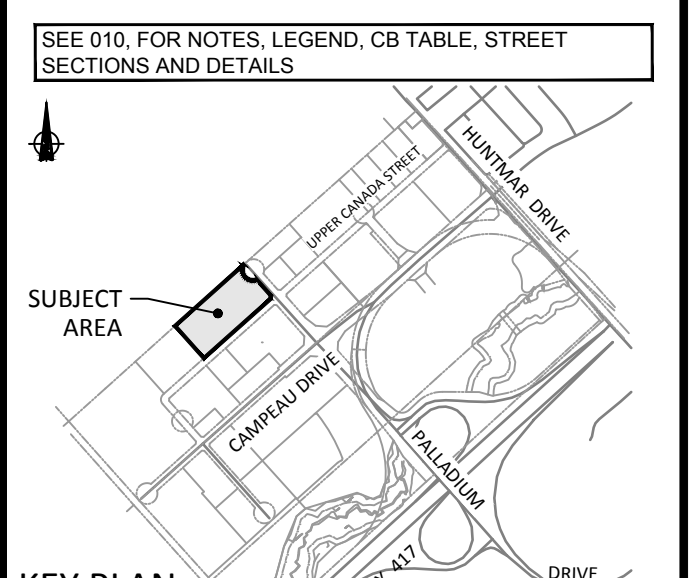 SEE 010, FOR NOTES, LEGEND, CB TABLE, STREET
SECTIONS AND DETAILS
HUNTMAR DRIVE
UPPER CANADA STREET
SUBJECT
AREA
CAMPEAU DRIVE
PALLADIUM
417
DRIVE
KEY PLAN